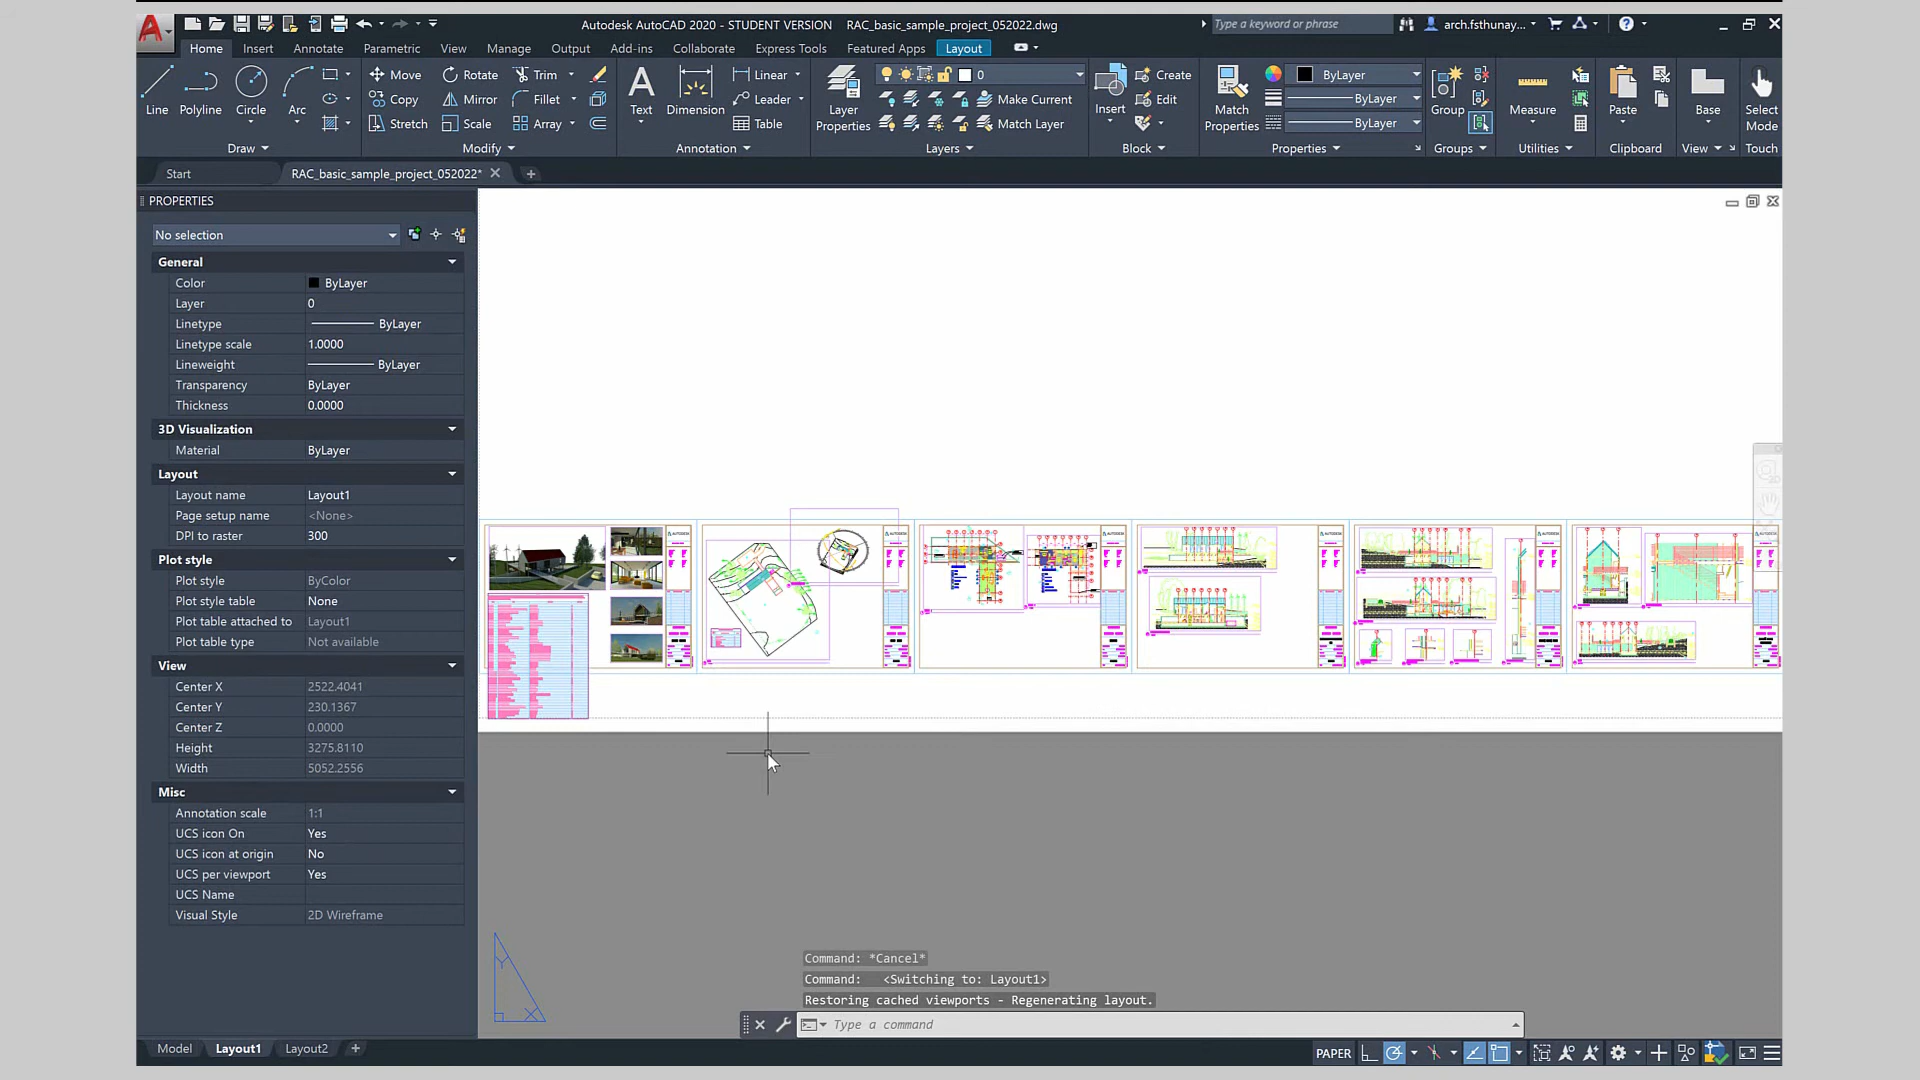 Autodesk AutoCAD 2020 - STUDENT VERSION RAC_basic_sample_project_052022.dwg
Type a keyword or phrase
arch.fsthunay...
Home Insert Annotate Parametric View Manage Output Add-ins Collaborate Express Tools Featured Apps Layout
Line Polyline Circle Arc
Move Rotate Trim
Copy Mirror Fillet
Stretch Scale Array
Text Dimension
Linear
Leader
Table
Layer Properties
0
Make Current
Match Layer
Insert
Create
Edit
Match Properties
ByLayer
ByLayer
ByLayer
Group
Measure
Paste
Base
Select Mode
Draw Modify Annotation Layers Block Properties Groups Utilities Clipboard View Touch
Start RAC_basic_sample_project_052022*
PROPERTIES
No selection
General
Color ByLayer
Layer 0
Linetype ByLayer
Linetype scale 1.0000
Lineweight ByLayer
Transparency ByLayer
Thickness 0.0000
3D Visualization
Material ByLayer
Layout
Layout name Layout1
Page setup name <None>
DPI to raster 300
Plot style
Plot style ByColor
Plot style table None
Plot table attached to Layout1
Plot table type Not available
View
Center X 2522.4041
Center Y 230.1367
Center Z 0.0000
Height 3275.8110
Width 5052.2556
Misc
Annotation scale 1:1
UCS icon On Yes
UCS icon at origin No
UCS per viewport Yes
UCS Name
Visual Style 2D Wireframe
Y
X
Command: *Cancel*
Command: <Switching to: Layout1>
Restoring cached viewports - Regenerating layout.
Type a command
Model Layout1 Layout2
PAPER